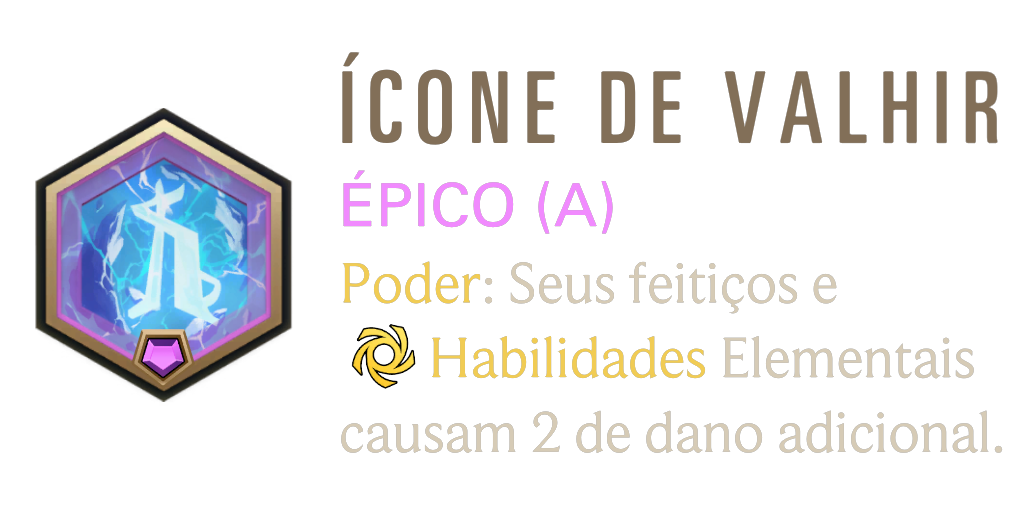 ÍCONE DE VALHIR
ÉPICO (A)
Poder: Seus feitiços e
Habilidades Elementais
causam 2 de dano adicional.